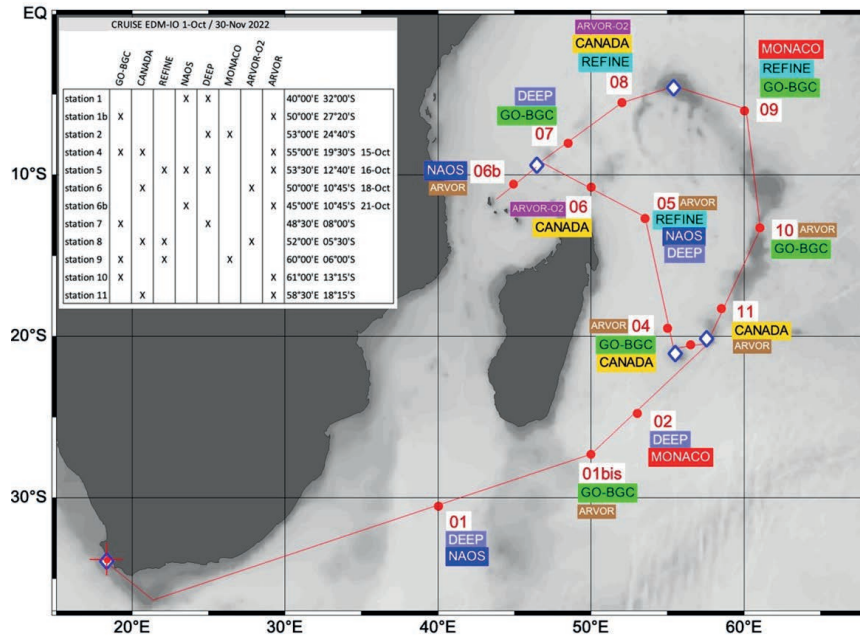 CRUISE EDM-IO 1-Oct / 30-Nov 2022
GO-BGC CANADA REFINE NAOS DEEP MONACO ARVOR-O2 ARVOR
station 1 X X 40°00'E 32°00'S
station 1b X X 50°00'E 27°20'S
station 2 X X 53°00'E 24°40'S
station 4 X X X 55°00'E 19°30'S 15-Oct
station 5 X X X X 53°30'E 12°40'S 16-Oct
station 6 X X 50°00'E 10°45'S 18-Oct
station 6b X X 45°00'E 10°45'S 21-Oct
station 7 X X 48°30'E 08°00'S
station 8 X X X 52°00'E 05°30'S
station 9 X X X 60°00'E 06°00'S
station 10 X X 61°00'E 13°15'S
station 11 X X 58°30'E 18°15'S
EQ
10°S
20°S
30°S
20°E
30°E
40°E
50°E
60°E
ARVOR-O2
CANADA
REFINE
08
MONACO
REFINE
GO-BGC
09
DEEP
GO-BGC
07
NAOS 06b
ARVOR
ARVOR-O2 06
CANADA
05 ARVOR
REFINE
NAOS
DEEP
10 ARVOR
GO-BGC
ARVOR 04
GO-BGC
CANADA
11
CANADA
ARVOR
02
DEEP
MONACO
01bis
GO-BGC
ARVOR
01
DEEP
NAOS